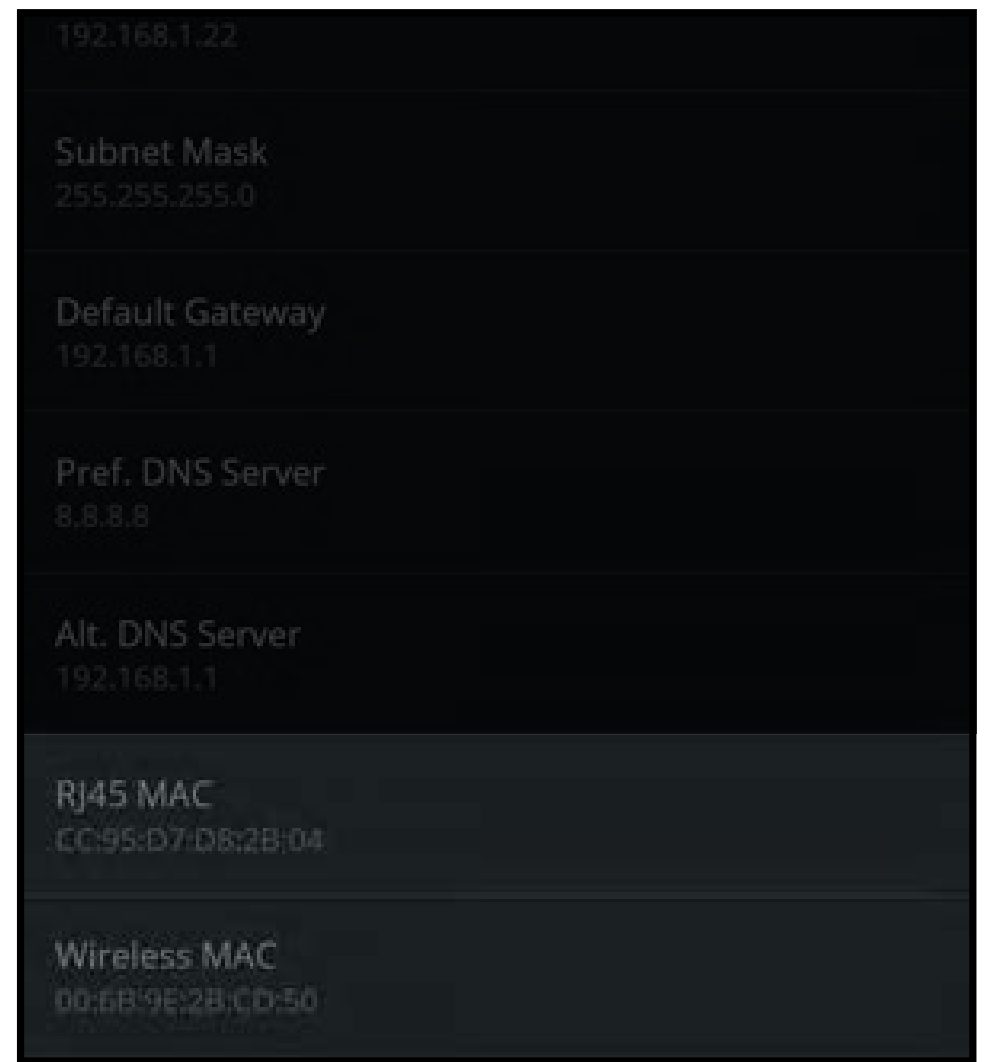 192.168.1.22
Subnet Mask
255.255.255.0
Default Gateway
192.168.1.1
Pref. DNS Server
8.8.8.8
Alt. DNS Server
192.168.1.1
RJ45 MAC
CC:95:D7:D8:2B:04
Wireless MAC
00:6B:9E:2B:CD:50